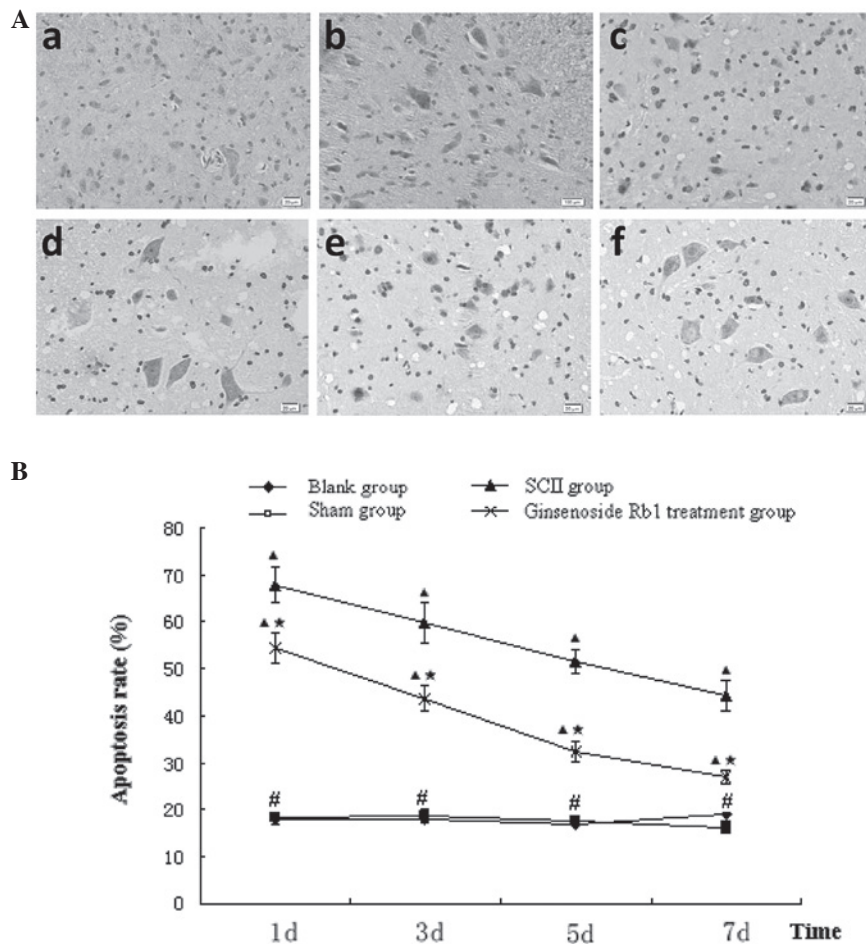 A
a
b
c
d
e
f
B
Blank group
Sham group
SCII group
Ginsenoside Rb1 treatment group
Apoptosis rate (%)
80
70
60
50
40
30
20
10
0
#
#
#
#
1d 3d 5d 7d Time